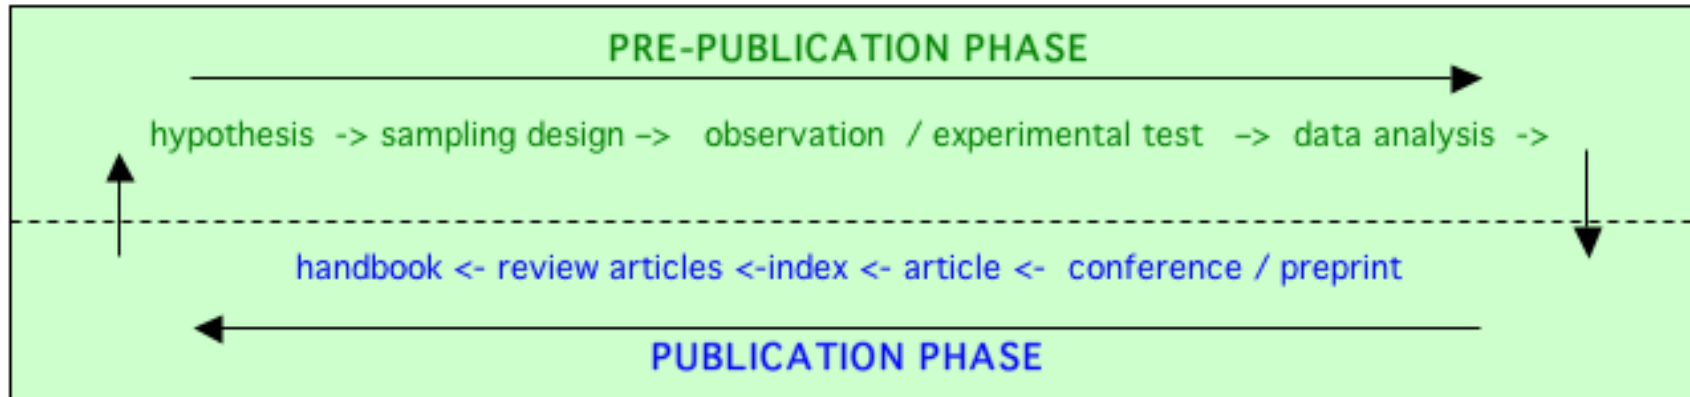 PRE-PUBLICATION PHASE
hypothesis -> sampling design –> observation / experimental test –> data analysis ->
handbook <- review articles <-index <- article <- conference / preprint
PUBLICATION PHASE